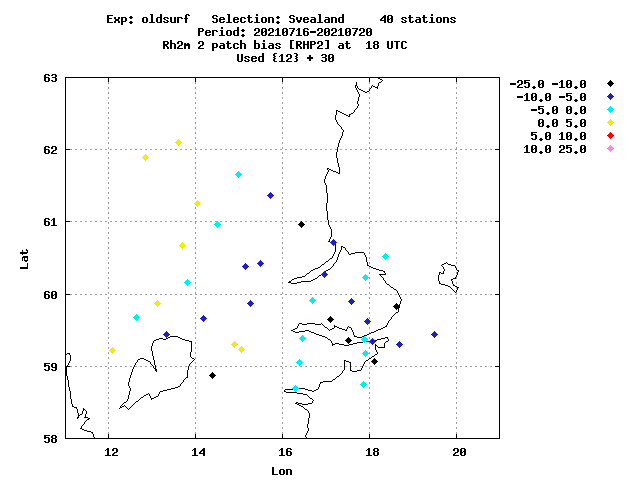 Exp: oldsurf   Selection: Svealand     40 stations
Period: 20210716-20210720
Rh2m 2 patch bias [RHP2] at  18 UTC
Used {12} + 30
-25.0 -10.0
-10.0 -5.0
-5.0 0.0
0.0 5.0
5.0 10.0
10.0 25.0
63
62
61
60
59
58
Lat
12 14 16 18 20
Lon